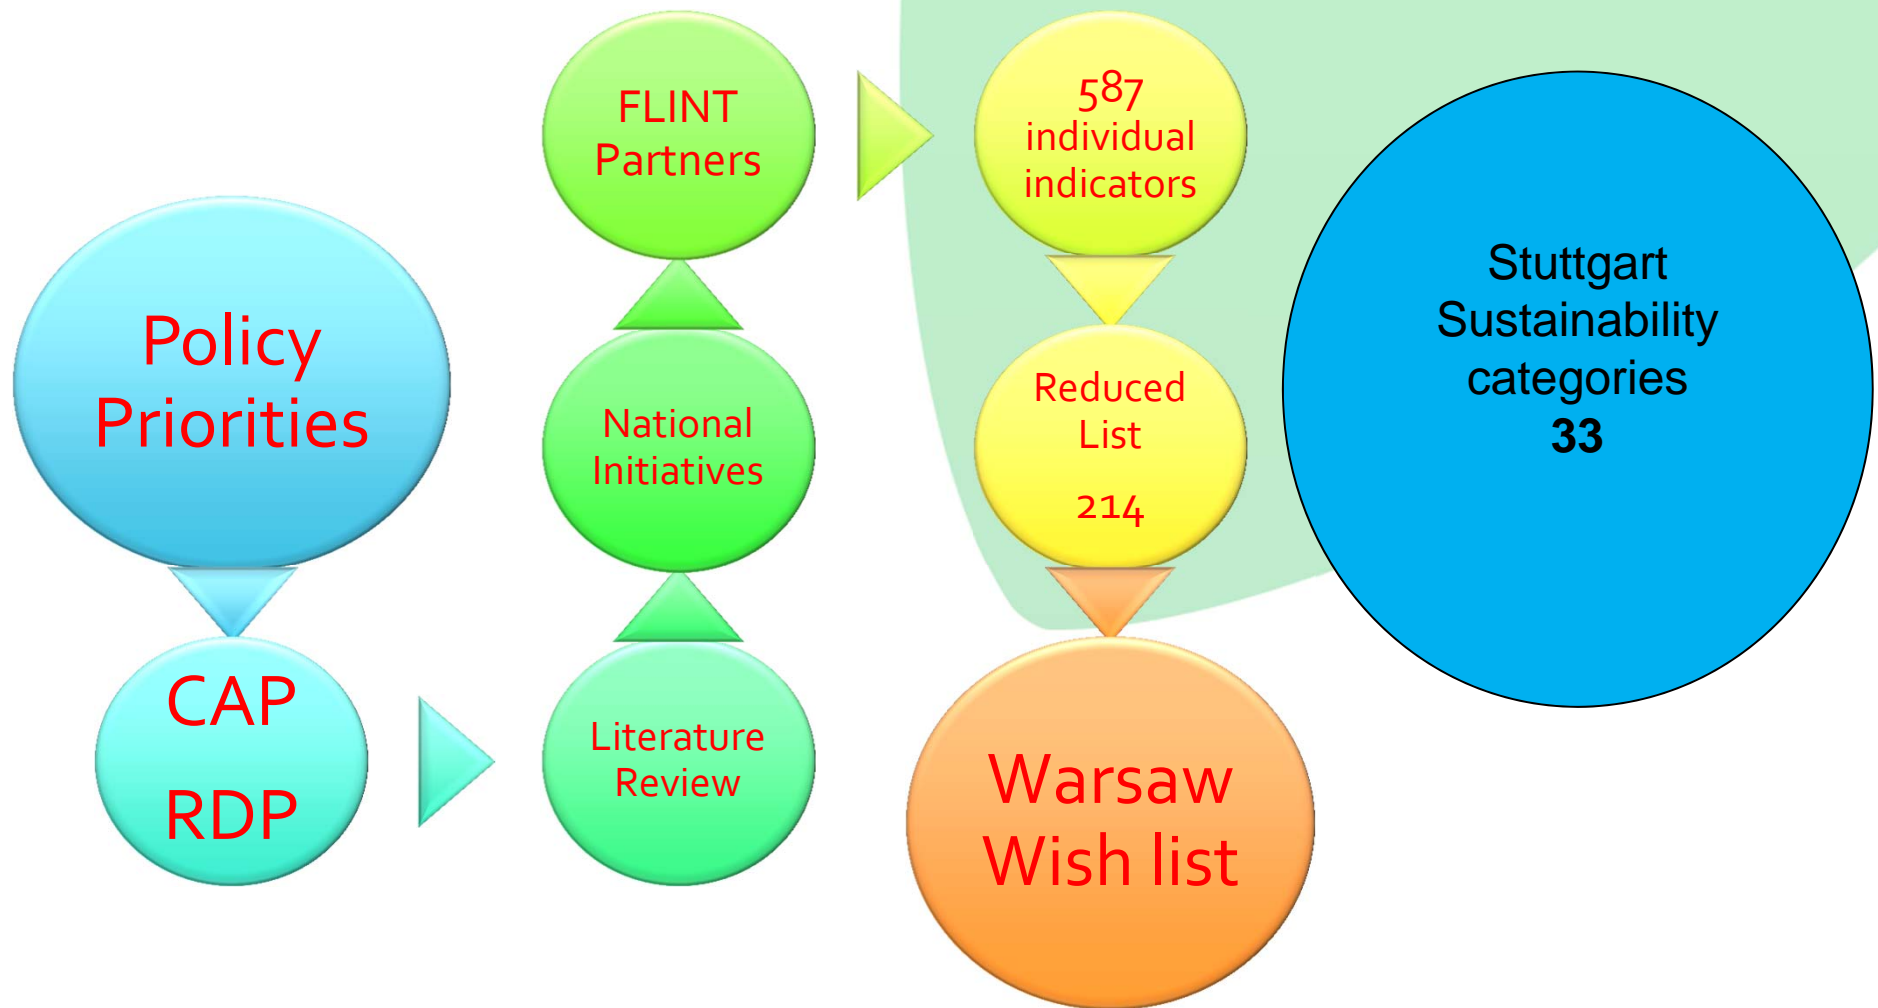 Policy
Priorities
CAP
RDP
Literature
Review
National
Initiatives
FLINT
Partners
587
individual
indicators
Reduced
List
214
Warsaw
Wish list
Stuttgart
Sustainability
categories
33